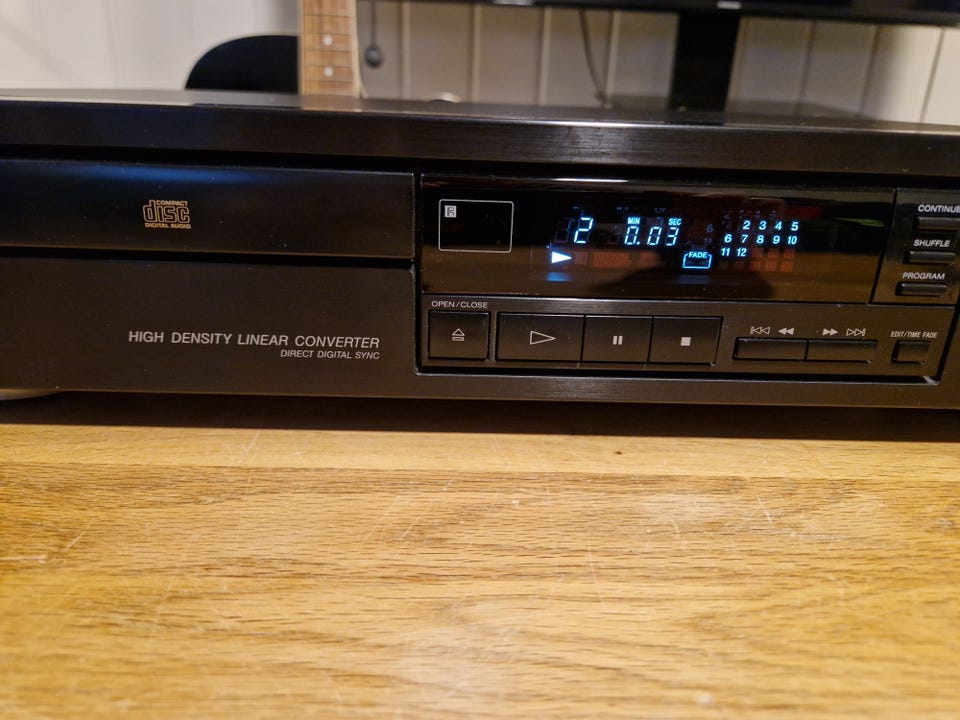 COMPACT
disc
DIGITAL AUDIO
HIGH DENSITY LINEAR CONVERTER
DIRECT DIGITAL SYNC
R
MIN SEC
2 0.03
FADE
2 3 4 5
6 7 8 9 10
11 12
CONTINUE
SHUFFLE
PROGRAM
OPEN/CLOSE
EDIT/TIME FADE